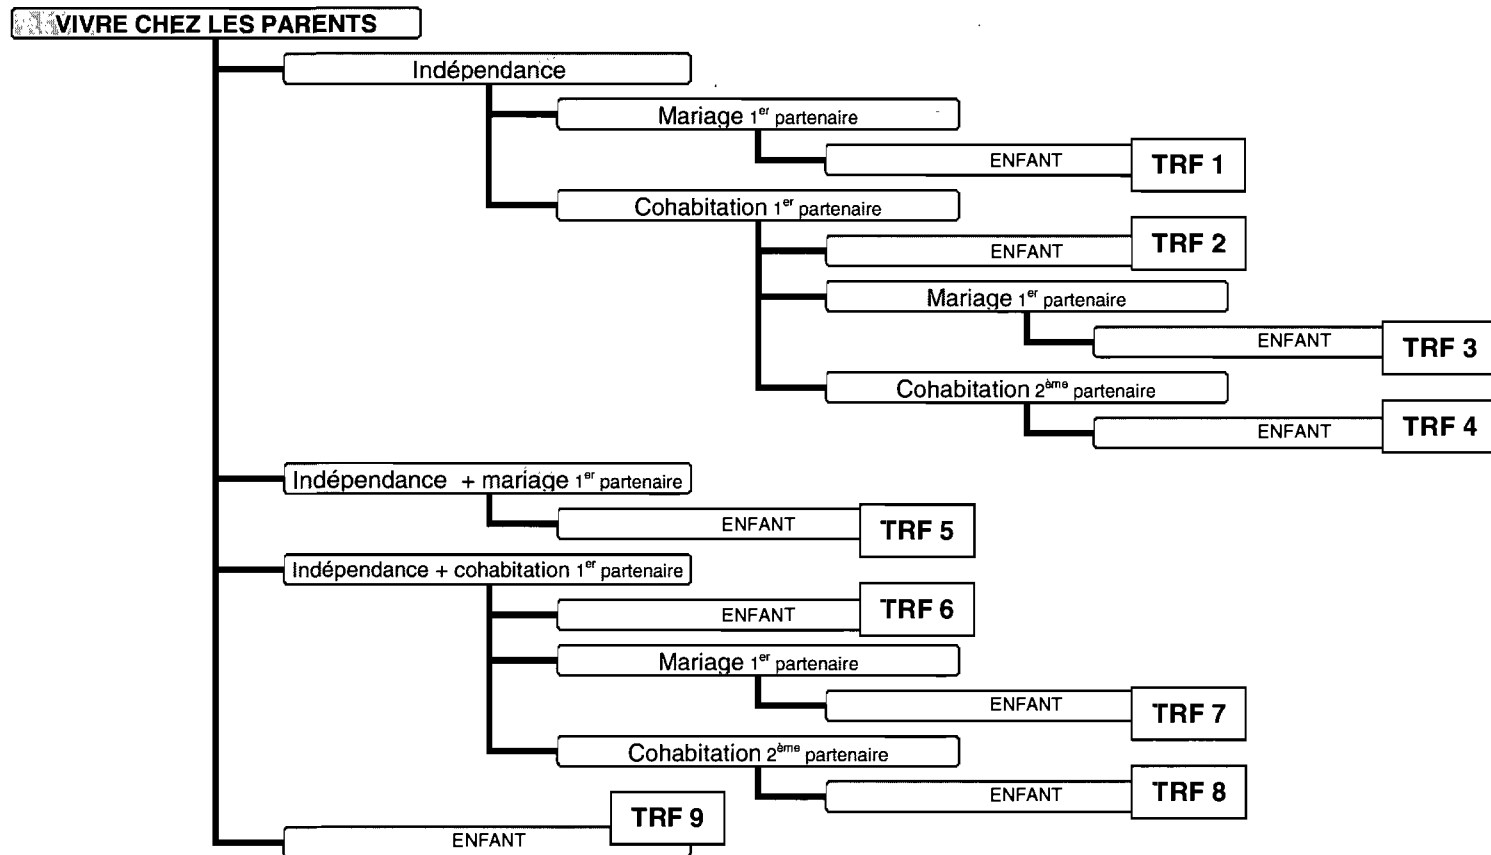 VIVRE CHEZ LES PARENTS
Indépendance
Mariage 1er partenaire
ENFANT TRF 1
Cohabitation 1er partenaire
ENFANT TRF 2
Mariage 1er partenaire
ENFANT TRF 3
Cohabitation 2ème partenaire
ENFANT TRF 4
Indépendance + mariage 1er partenaire
ENFANT TRF 5
Indépendance + cohabitation 1er partenaire
ENFANT TRF 6
Mariage 1er partenaire
ENFANT TRF 7
Cohabitation 2ème partenaire
ENFANT TRF 8
ENFANT TRF 9